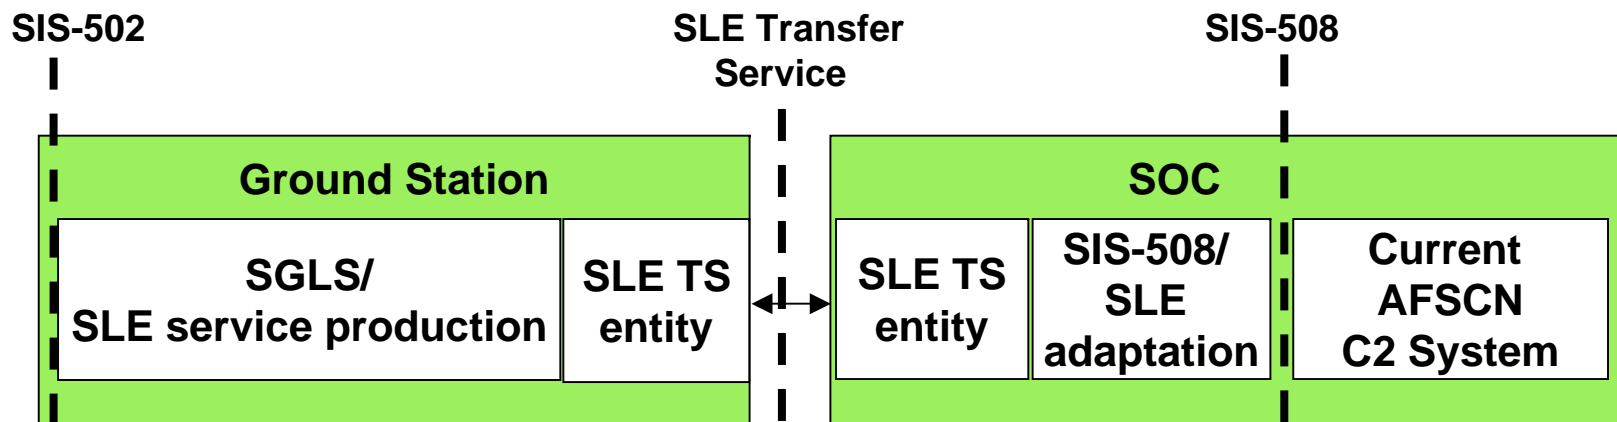 SIS-502
SLE Transfer
Service
SIS-508
Ground Station
SOC
SGLS/
SLE service production
SLE TS
entity
SLE TS
entity
SIS-508/
SLE
adaptation
Current
AFSCN
C2 System